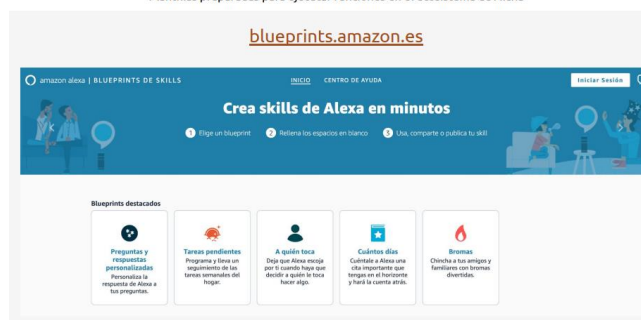 blueprints.amazon.es
amazon alexa | BLUEPRINTS DE SKILLS
INICIO
CENTRO DE AYUDA
Iniciar Sesión
Crea skills de Alexa en minutos
1 Elige un blueprint
2 Rellena los espacios en blanco
3 Usa, comparte o publica tu skill
Blueprints destacados
Preguntas y
respuestas
personalizadas
Personaliza la
respuesta de Alexa a
tus preguntas.
Tareas pendientes
Programa y lleva un
seguimiento de las
tareas semanales del
hogar.
A quién toca
Deja que Alexa escoja
por ti cuando haya que
decidir a quién le toca
hacer algo.
Cuántos días
Cuéntale a Alexa una
cita importante que
tengas en el horizonte
y hará la cuenta atrás.
Bromas
Chincha a tus amigos y
familiares con bromas
divertidas.